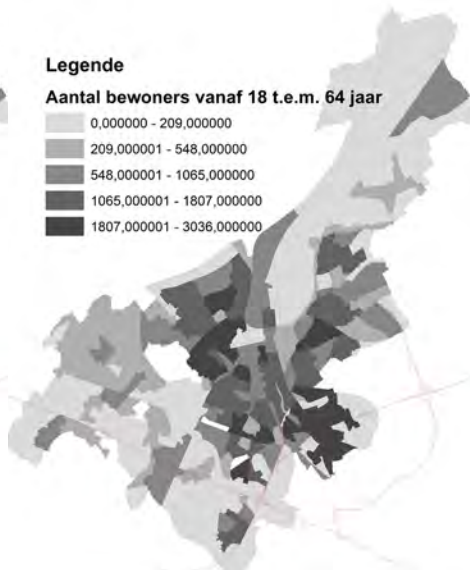 Legende
Aantal bewoners vanaf 18 t.e.m. 64 jaar
0,000000 - 209,000000
209,000001 - 548,000000
548,000001 - 1065,000000
1065,000001 - 1807,000000
1807,000001 - 3036,000000